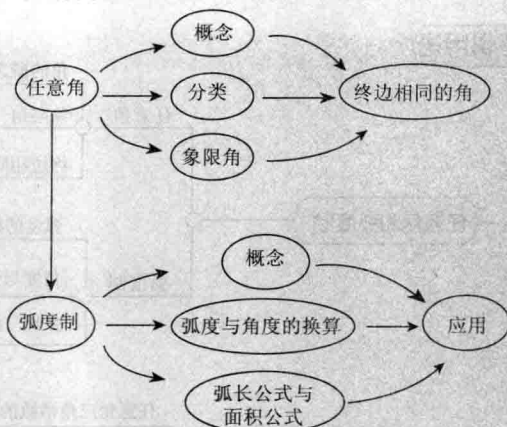 概念
任意角
分类
终边相同的角
象限角
概念
弧度制
弧度与角度的换算
应用
弧长公式与
面积公式